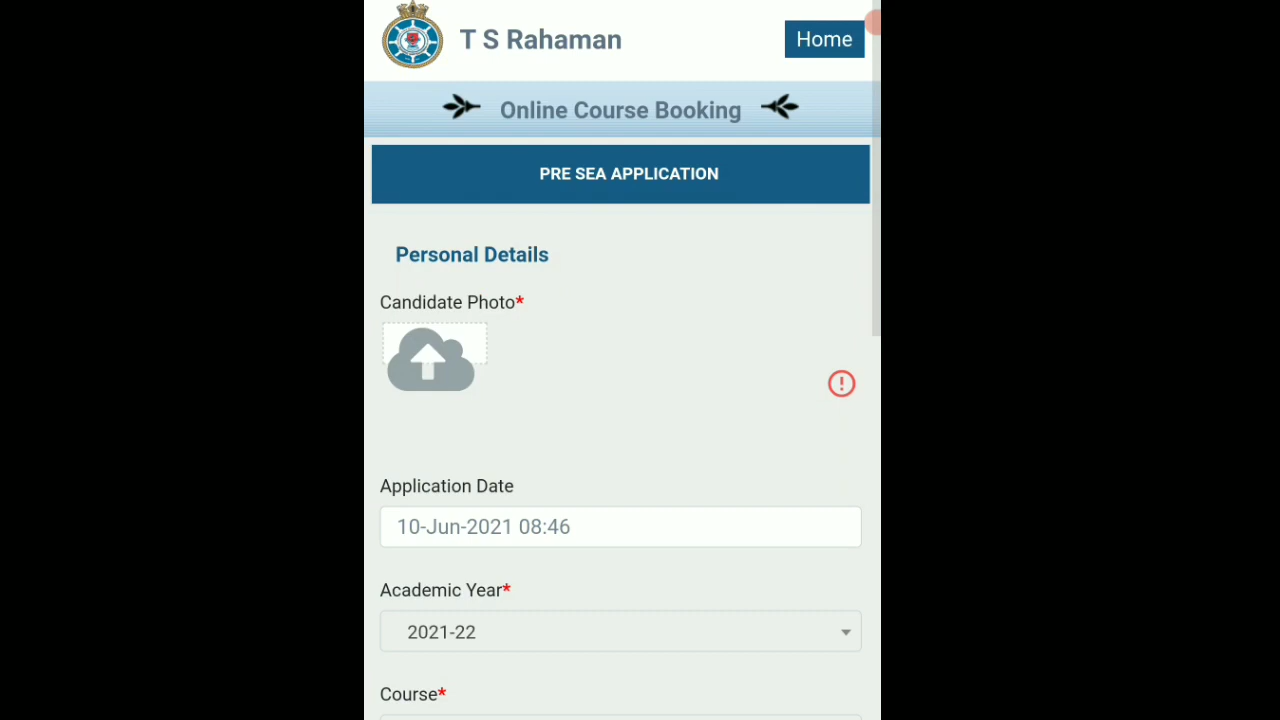 T S Rahaman
Home
Online Course Booking
PRE SEA APPLICATION
Personal Details
Candidate Photo*
Application Date
10-Jun-2021 08:46
Academic Year*
2021-22
Course*